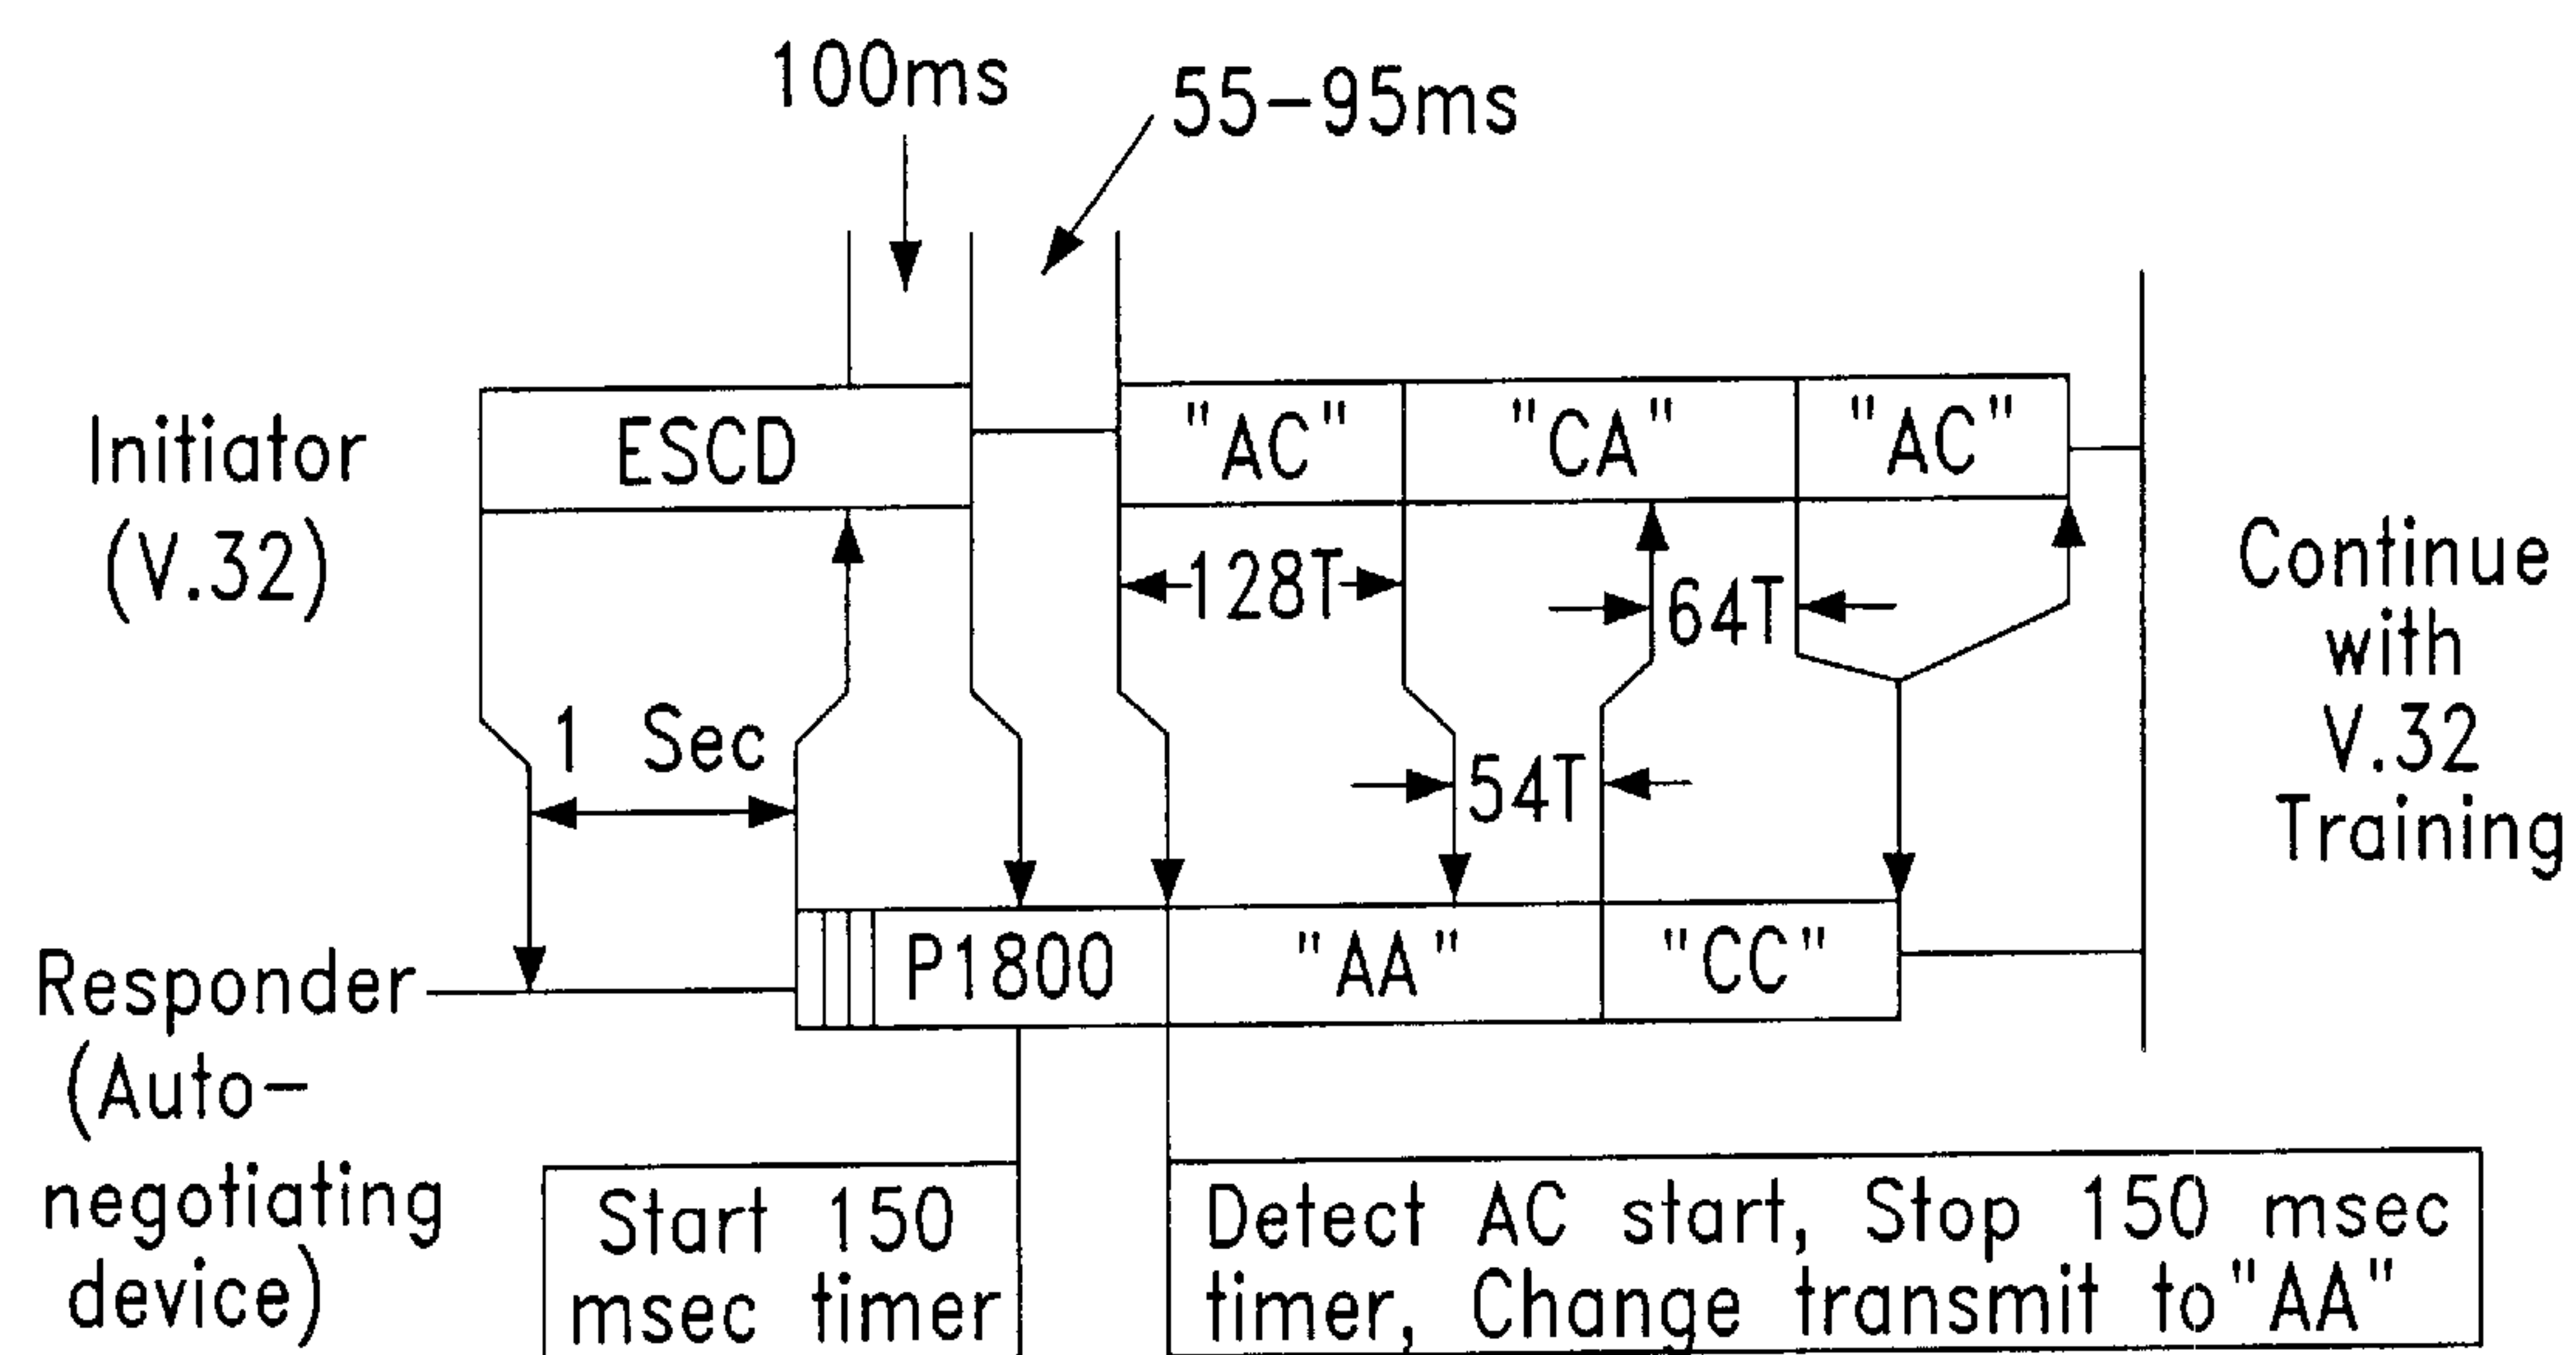 100ms
55-95ms
Initiator
(V.32)
ESCD
"AC"
"CA"
"AC"
128T
64T
1 Sec
54T
Continue
with
V.32
Training
Responder
(Auto-
negotiating
device)
P1800
"AA"
"CC"
Start 150
msec timer
Detect AC start, Stop 150 msec
timer, Change transmit to "AA"